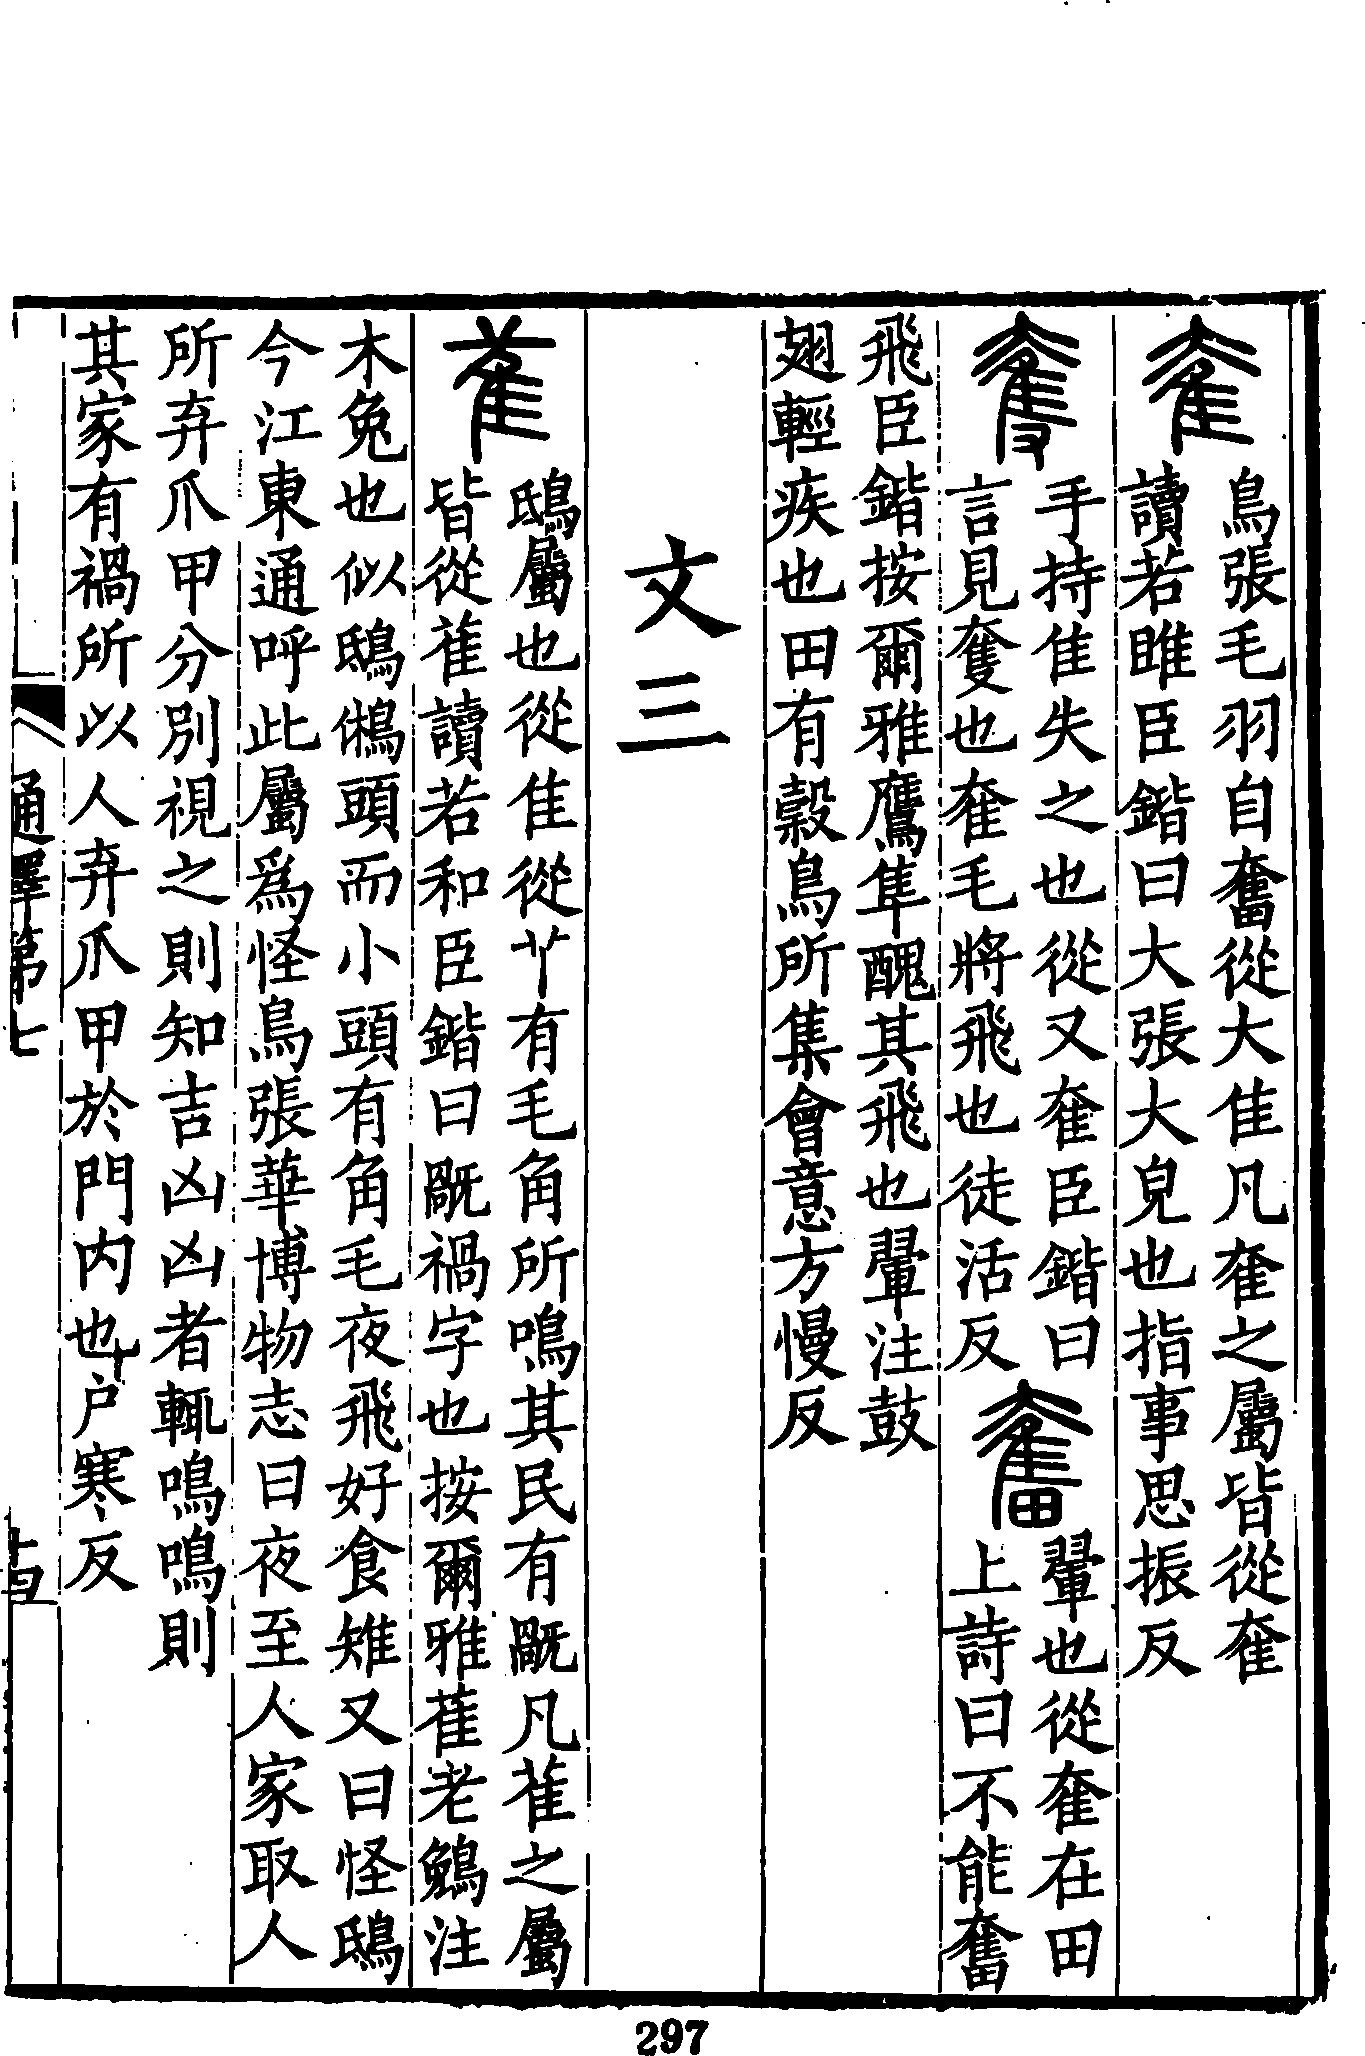 奞
鳥張毛羽自奮從大隹凡奞之屬皆從奞
讀若睢臣鍇曰大張大皃也指事思振反
奪
手持隹失之也從又奞臣鍇曰
言見奪也奞毛將飛也徒活反
奮
翬也從奞在田
上詩曰不能奮
飛臣鍇按爾雅鷹隼醜其飛也翬注鼓
翅輕疾也田有穀鳥所集會意方慢反
文三
雈
鴟屬也從隹從𦫳有毛角所鳴其民有𣄴凡雈之屬
皆從雈讀若和臣鍇曰𣄴禍字也按爾雅雈老鵵注
木兔也似鴟鵂頭而小頭有角毛夜飛好食雉又曰怪鴟
今江東通呼此屬爲怪鳥張華博物志曰夜至人家取人
所弃爪甲分別視之則知吉凶凶者輒鳴鳴則
其家有禍所以人弃爪甲於門内也戶寒反
通釋第七
297